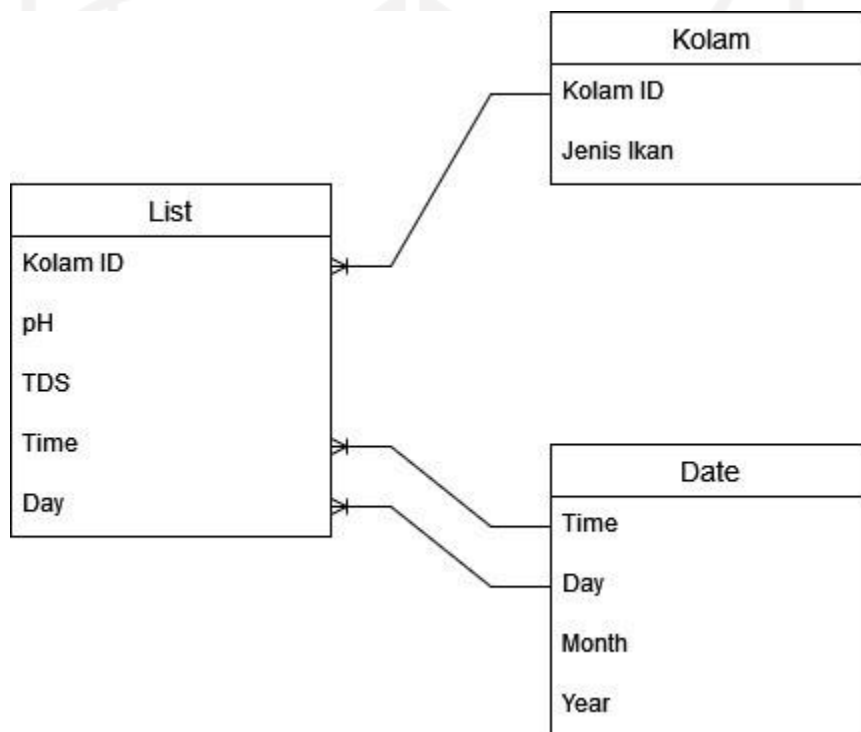 Kolam
Kolam ID
Jenis Ikan
List
Kolam ID
pH
TDS
Time
Day
Date
Time
Day
Month
Year